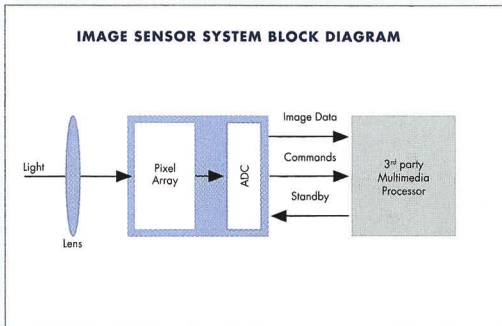 IMAGE SENSOR SYSTEM BLOCK DIAGRAM
Image Data
Light
Pixel
Array
ADC
Commands
3rd party
Multimedia
Processor
Standby
Lens